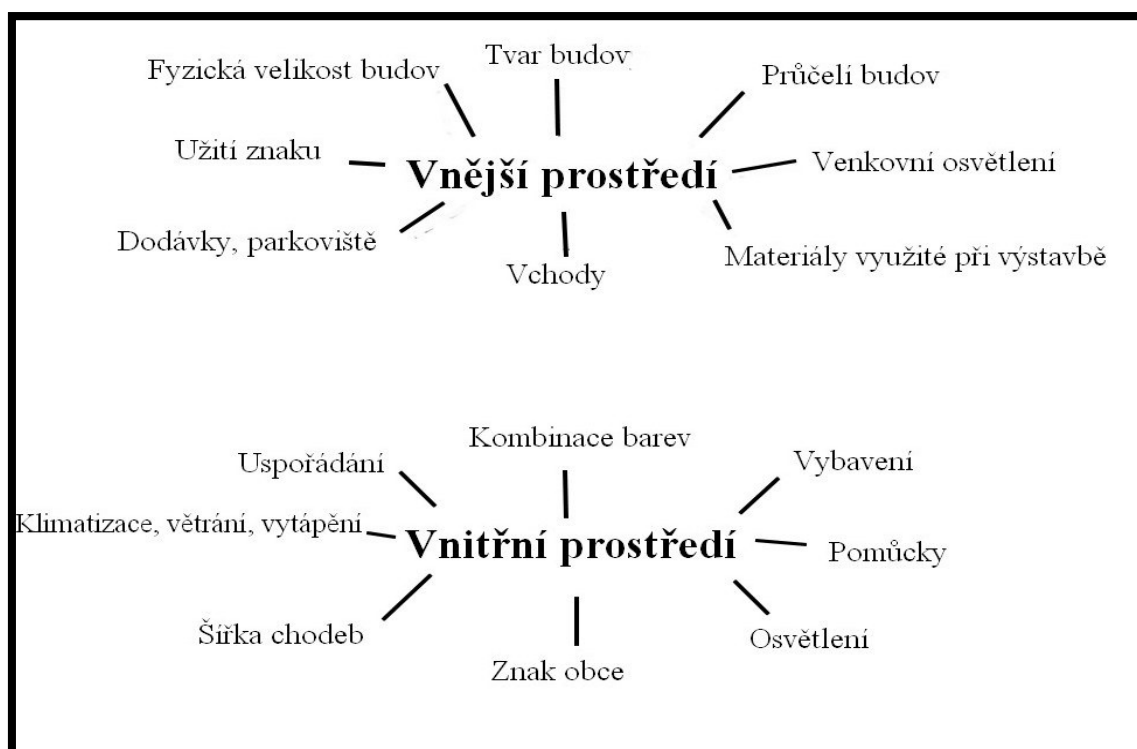 Tvar budov
Fyzická velikost budov
Průčelí budov
Užití znaku
Vnější prostředí
Venkovní osvětlení
Dodávky, parkoviště
Vchody
Materiály využité při výstavbě
Kombinace barev
Uspořádání
Vybavení
Klimatizace, větrání, vytápění
Vnitřní prostředí
Pomůcky
Šířka chodeb
Znak obce
Osvětlení